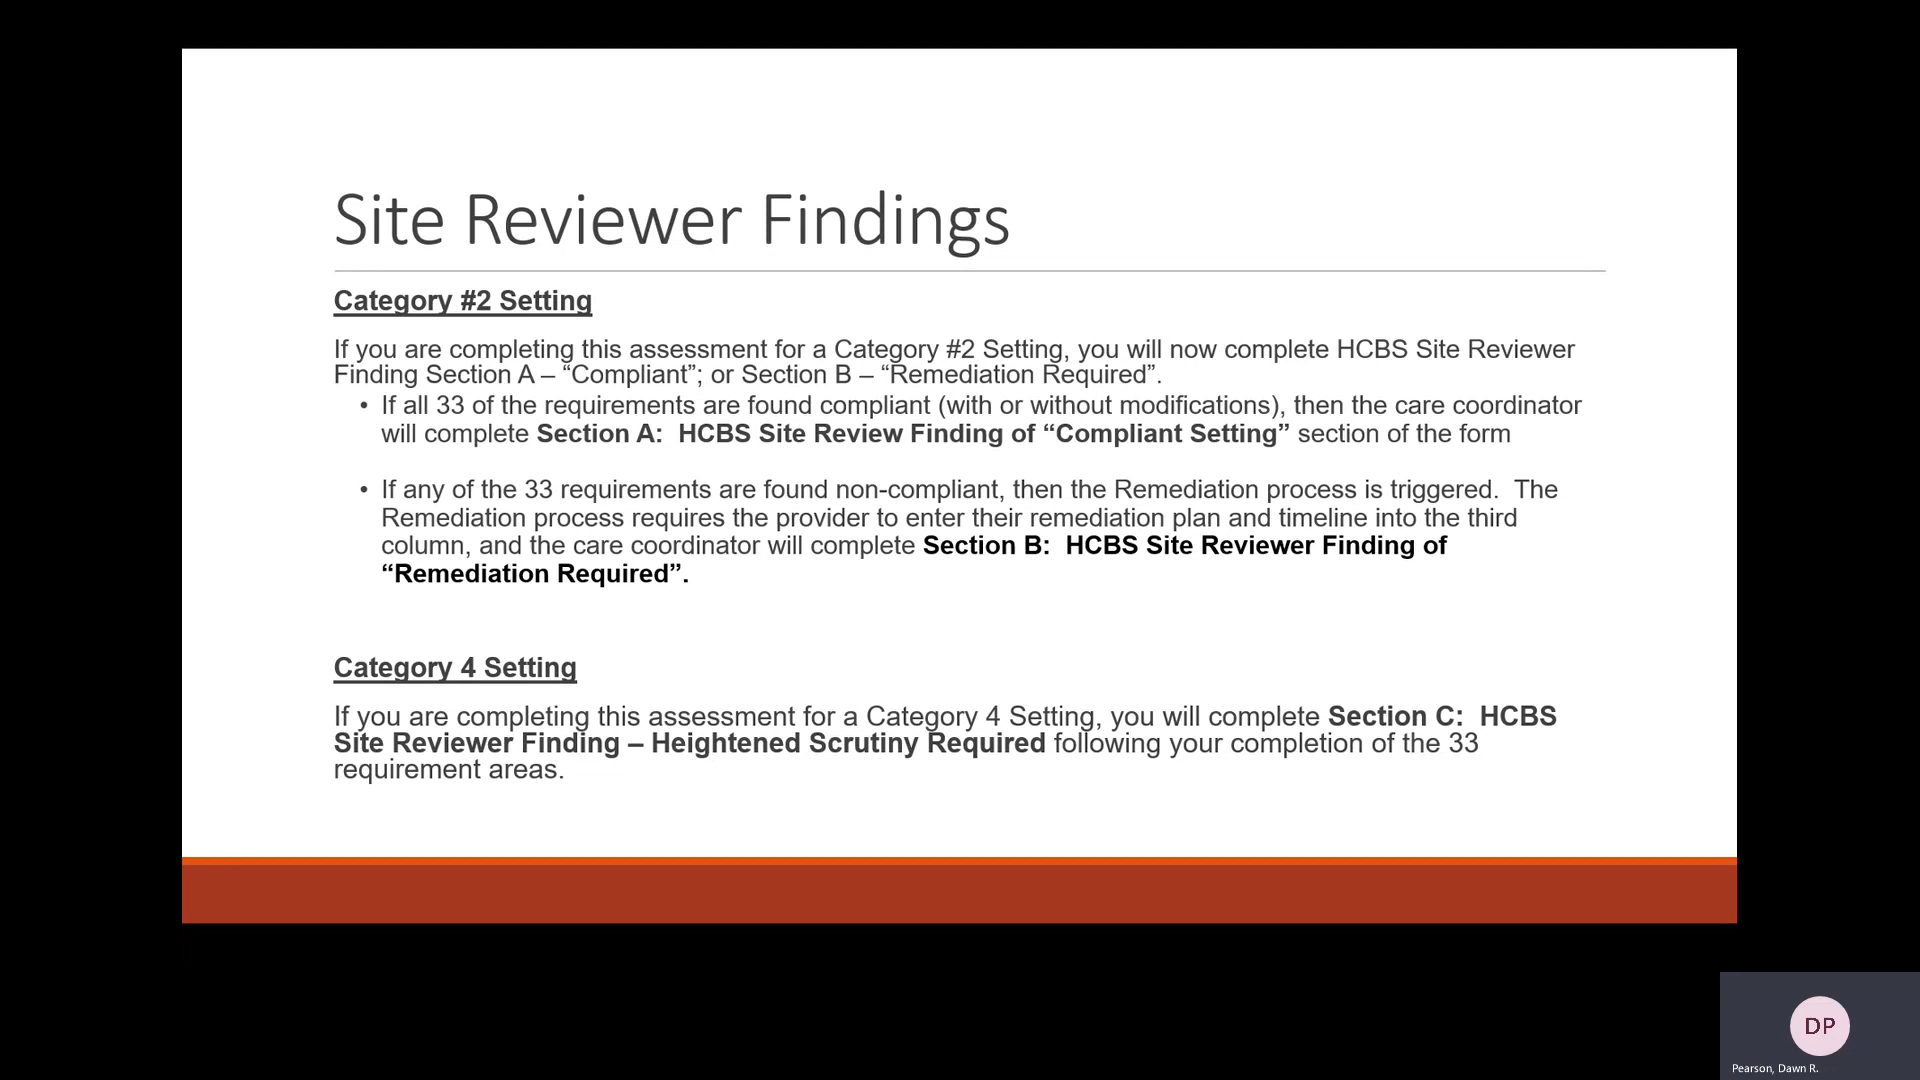 Site Reviewer Findings
Category #2 Setting
If you are completing this assessment for a Category #2 Setting, you will now complete HCBS Site Reviewer
Finding Section A – “Compliant”; or Section B – “Remediation Required”.
• If all 33 of the requirements are found compliant (with or without modifications), then the care coordinator
will complete Section A:  HCBS Site Review Finding of “Compliant Setting” section of the form
• If any of the 33 requirements are found non-compliant, then the Remediation process is triggered.  The
Remediation process requires the provider to enter their remediation plan and timeline into the third
column, and the care coordinator will complete Section B:  HCBS Site Reviewer Finding of
“Remediation Required”.
Category 4 Setting
If you are completing this assessment for a Category 4 Setting, you will complete Section C:  HCBS
Site Reviewer Finding – Heightened Scrutiny Required following your completion of the 33
requirement areas.
DP
Pearson, Dawn R.